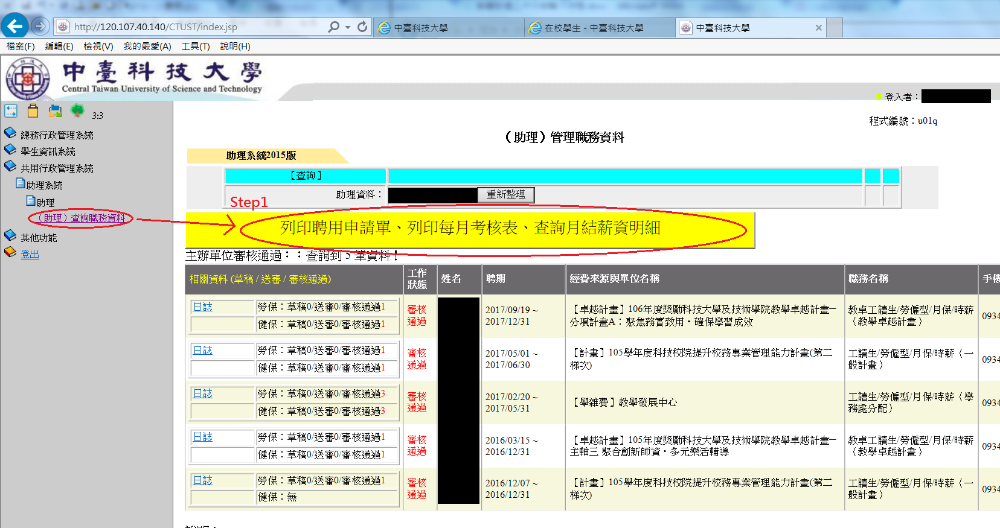 http://120.107.40.140/CTUST/index.jsp
中臺科技大學
在校學生 - 中臺科技大學
中臺科技大學
檔案(F) 編輯(E) 檢視(V) 我的最愛(A) 工具(T) 說明(H)
中臺科技大學
Central Taiwan University of Science and Technology
登入者：
程式編號：u01q
3:3
總務行政管理系統
學生資訊系統
共用行政管理系統
助理系統
助理
（助理）查詢職務資料
其他功能
登出
（助理）管理職務資料
助理系統2015版
【查詢】
助理資料： 重新整理
Step1
列印聘用申請單、列印每月考核表、查詢月結薪資明細
主辦單位審核通過：：查詢到 5 筆資料！
相關資料 (草稿 / 送審 / 審核通過) 工作狀態 姓名 聘期 經費來源與單位名稱 職務名稱 手機
日誌 勞保：草稿0/送審0/審核通過1
健保：草稿0/送審0/審核通過1
審核通過
2017/09/19 ~
2017/12/31
【卓越計畫】106年度獎勵科技大學及技術學院教學卓越計畫─
分項計畫A：聚焦務實致用‧確保學習成效
教卓工讀生/勞僱型/月保/時薪
（教學卓越計畫）
0934
日誌 勞保：草稿0/送審0/審核通過1
健保：草稿0/送審0/審核通過1
審核通過
2017/05/01 ~
2017/06/30
【計畫】105學年度科技校院提升校務專業管理能力計畫(第二
梯次)
工讀生/勞僱型/月保/時薪（一
般計畫）
0934
日誌 勞保：草稿0/送審0/審核通過3
健保：草稿0/送審0/審核通過3
審核通過
2017/02/20 ~
2017/05/31
【學雜費】教學發展中心
工讀生/勞僱型/月保/時薪（學
務處分配）
0934
日誌 勞保：草稿0/送審0/審核通過1
健保：草稿0/送審0/審核通過1
審核通過
2016/03/15 ~
2016/12/31
【卓越計畫】105年度獎勵科技大學及技術學院教學卓越計畫─
主軸三 聚合創新師資‧多元樂活輔導
教卓工讀生/勞僱型/月保/時薪
（教學卓越計畫）
0934
日誌 勞保：草稿0/送審0/審核通過1
健保：無
審核通過
2016/12/07 ~
2016/12/31
【計畫】105學年度科技校院提升校務專業管理能力計畫(第二
梯次)
工讀生/勞僱型/月保/時薪（一
般計畫）
0934